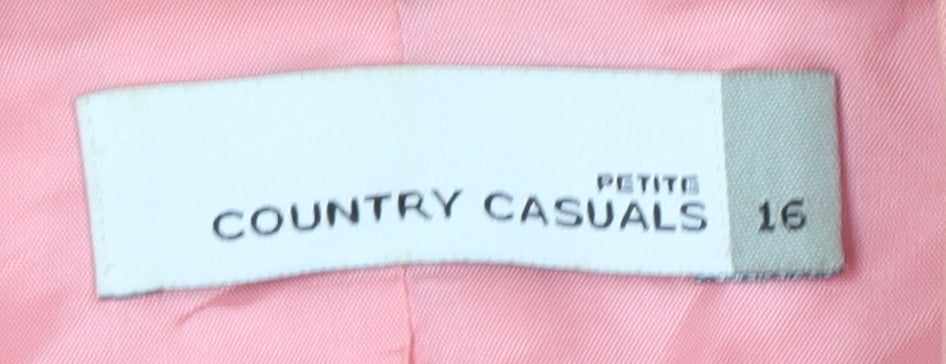 PETITE
COUNTRY CASUALS 16